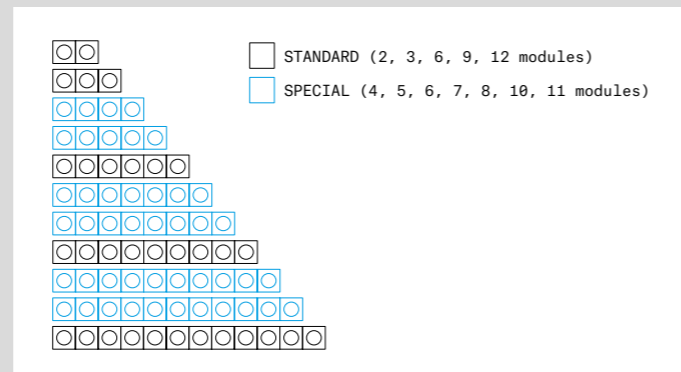 STANDARD (2, 3, 6, 9, 12 modules)
SPECIAL (4, 5, 6, 7, 8, 10, 11 modules)